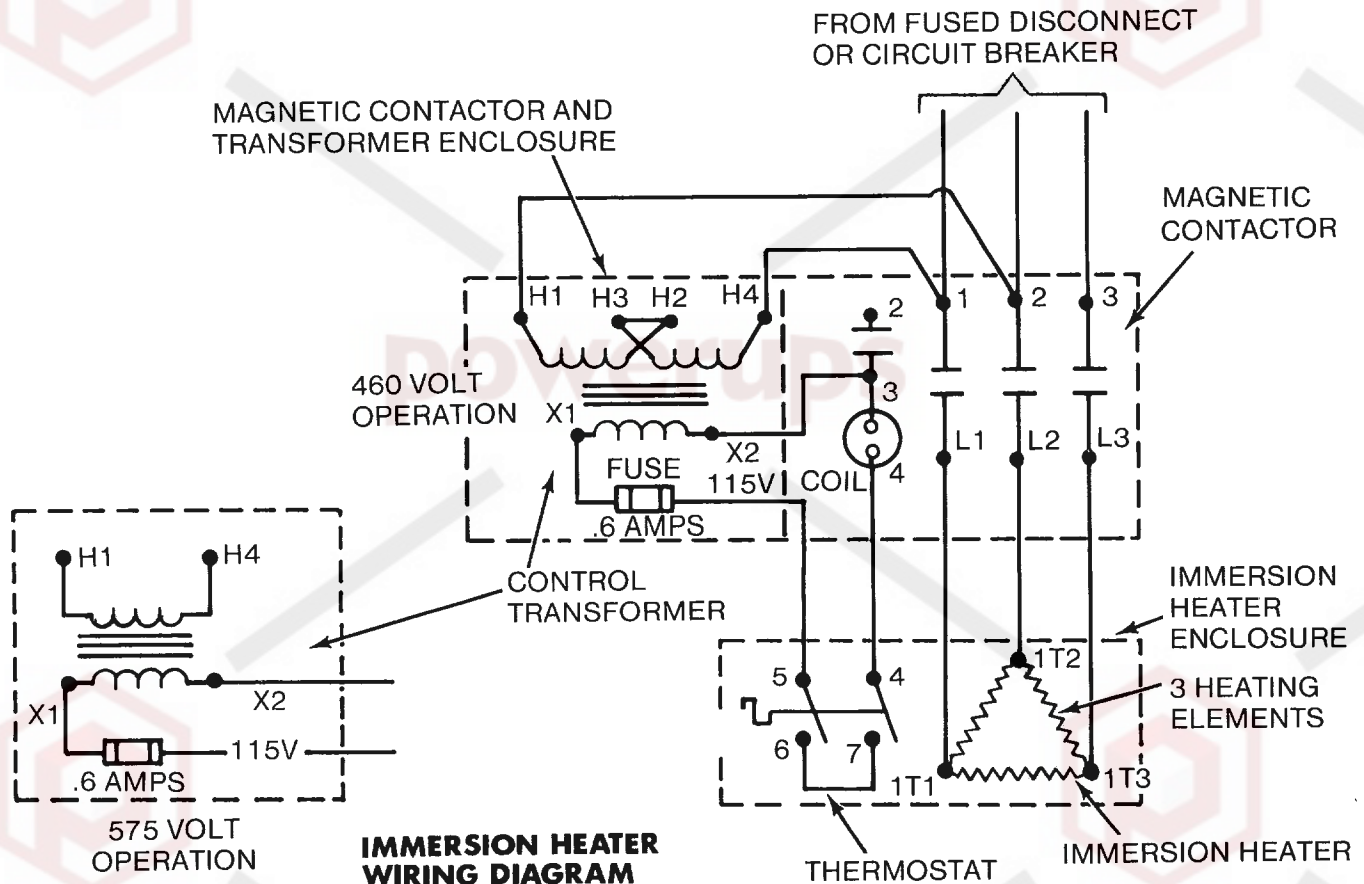 FROM FUSED DISCONNECT
OR CIRCUIT BREAKER
MAGNETIC CONTACTOR AND
TRANSFORMER ENCLOSURE
MAGNETIC
CONTACTOR
H1 H3 H2 H4
2
1 2 3
powerups
460 VOLT
OPERATION
3
X1
X2
L1 L2 L3
FUSE
115V
COIL
4
.6 AMPS
H1 H4
CONTROL
TRANSFORMER
IMMERSION
HEATER
ENCLOSURE
1T2
5 4
3 HEATING
ELEMENTS
X1
X2
6 7
115V
1T1
1T3
.6 AMPS
575 VOLT
OPERATION
IMMERSION HEATER
WIRING DIAGRAM
THERMOSTAT
IMMERSION HEATER